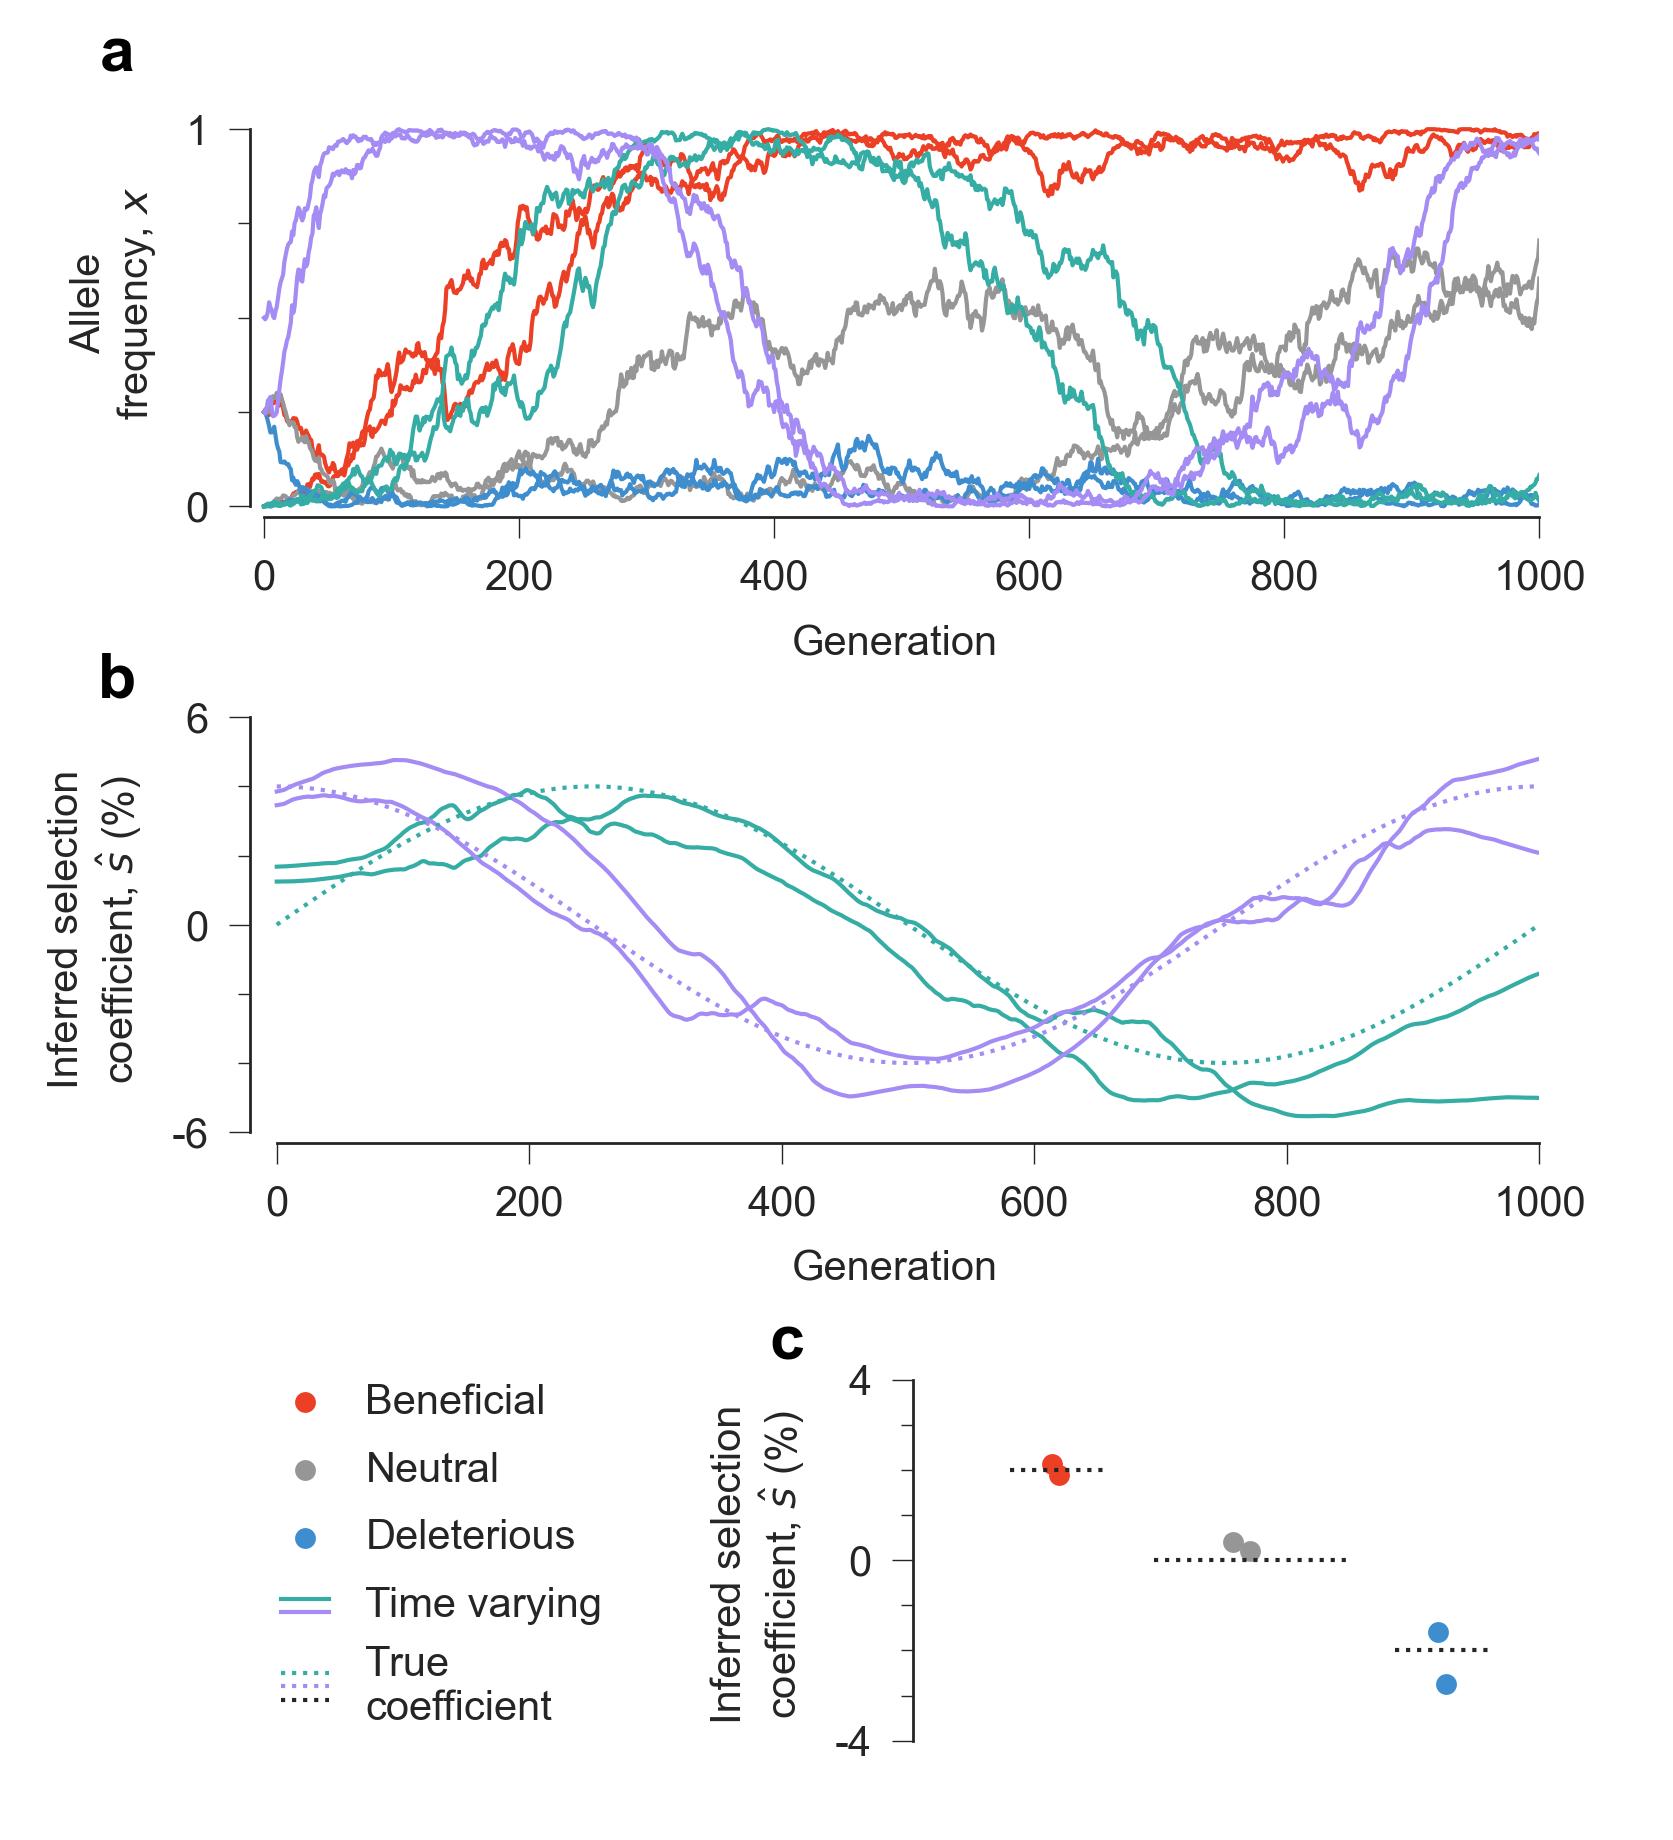 a
Allele
frequency, x
1
0
0 200 400 600 800 1000
Generation
b
Inferred selection
coefficient, ŝ (%)
6
0
-6
0 200 400 600 800 1000
Generation
Beneficial
Neutral
Deleterious
Time varying
True
coefficient
c
Inferred selection
coefficient, ŝ (%)
4
0
-4